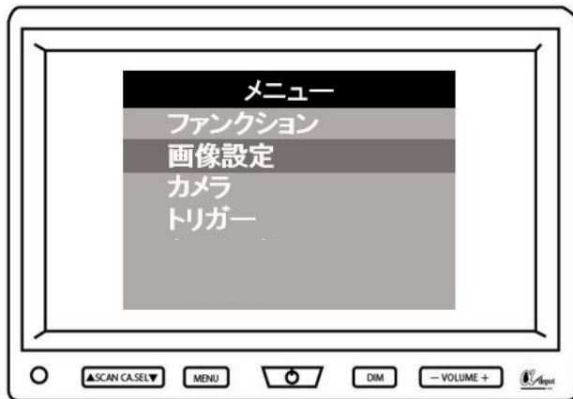 メニュー
ファンクション
画像設定
カメラ
トリガー
▲SCAN CA.SEL▼ MENU DIM — VOLUME +